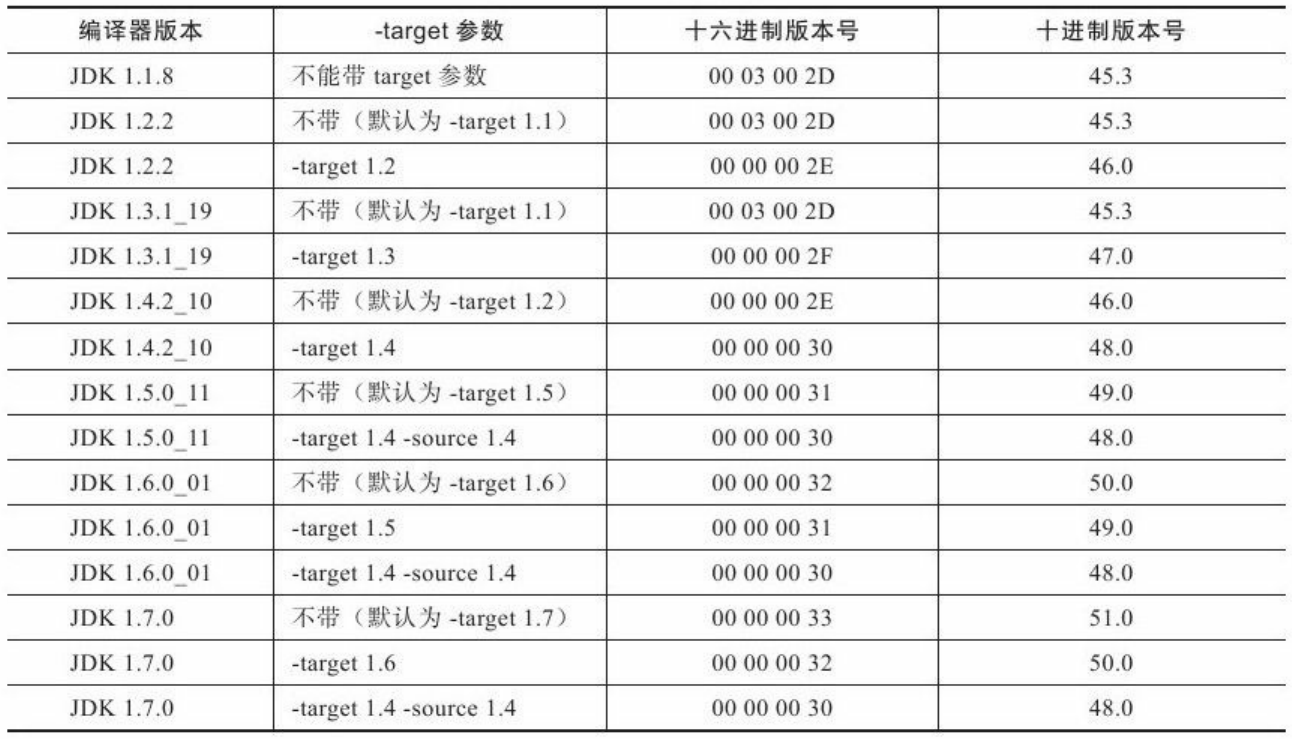 编译器版本 -target 参数 十六进制版本号 十进制版本号
JDK 1.1.8 不能带 target 参数 00 03 00 2D 45.3
JDK 1.2.2 不带（默认为 -target 1.1） 00 03 00 2D 45.3
JDK 1.2.2 -target 1.2 00 00 00 2E 46.0
JDK 1.3.1_19 不带（默认为 -target 1.1） 00 03 00 2D 45.3
JDK 1.3.1_19 -target 1.3 00 00 00 2F 47.0
JDK 1.4.2_10 不带（默认为 -target 1.2） 00 00 00 2E 46.0
JDK 1.4.2_10 -target 1.4 00 00 00 30 48.0
JDK 1.5.0_11 不带（默认为 -target 1.5） 00 00 00 31 49.0
JDK 1.5.0_11 -target 1.4 -source 1.4 00 00 00 30 48.0
JDK 1.6.0_01 不带（默认为 -target 1.6） 00 00 00 32 50.0
JDK 1.6.0_01 -target 1.5 00 00 00 31 49.0
JDK 1.6.0_01 -target 1.4 -source 1.4 00 00 00 30 48.0
JDK 1.7.0 不带（默认为 -target 1.7） 00 00 00 33 51.0
JDK 1.7.0 -target 1.6 00 00 00 32 50.0
JDK 1.7.0 -target 1.4 -source 1.4 00 00 00 30 48.0